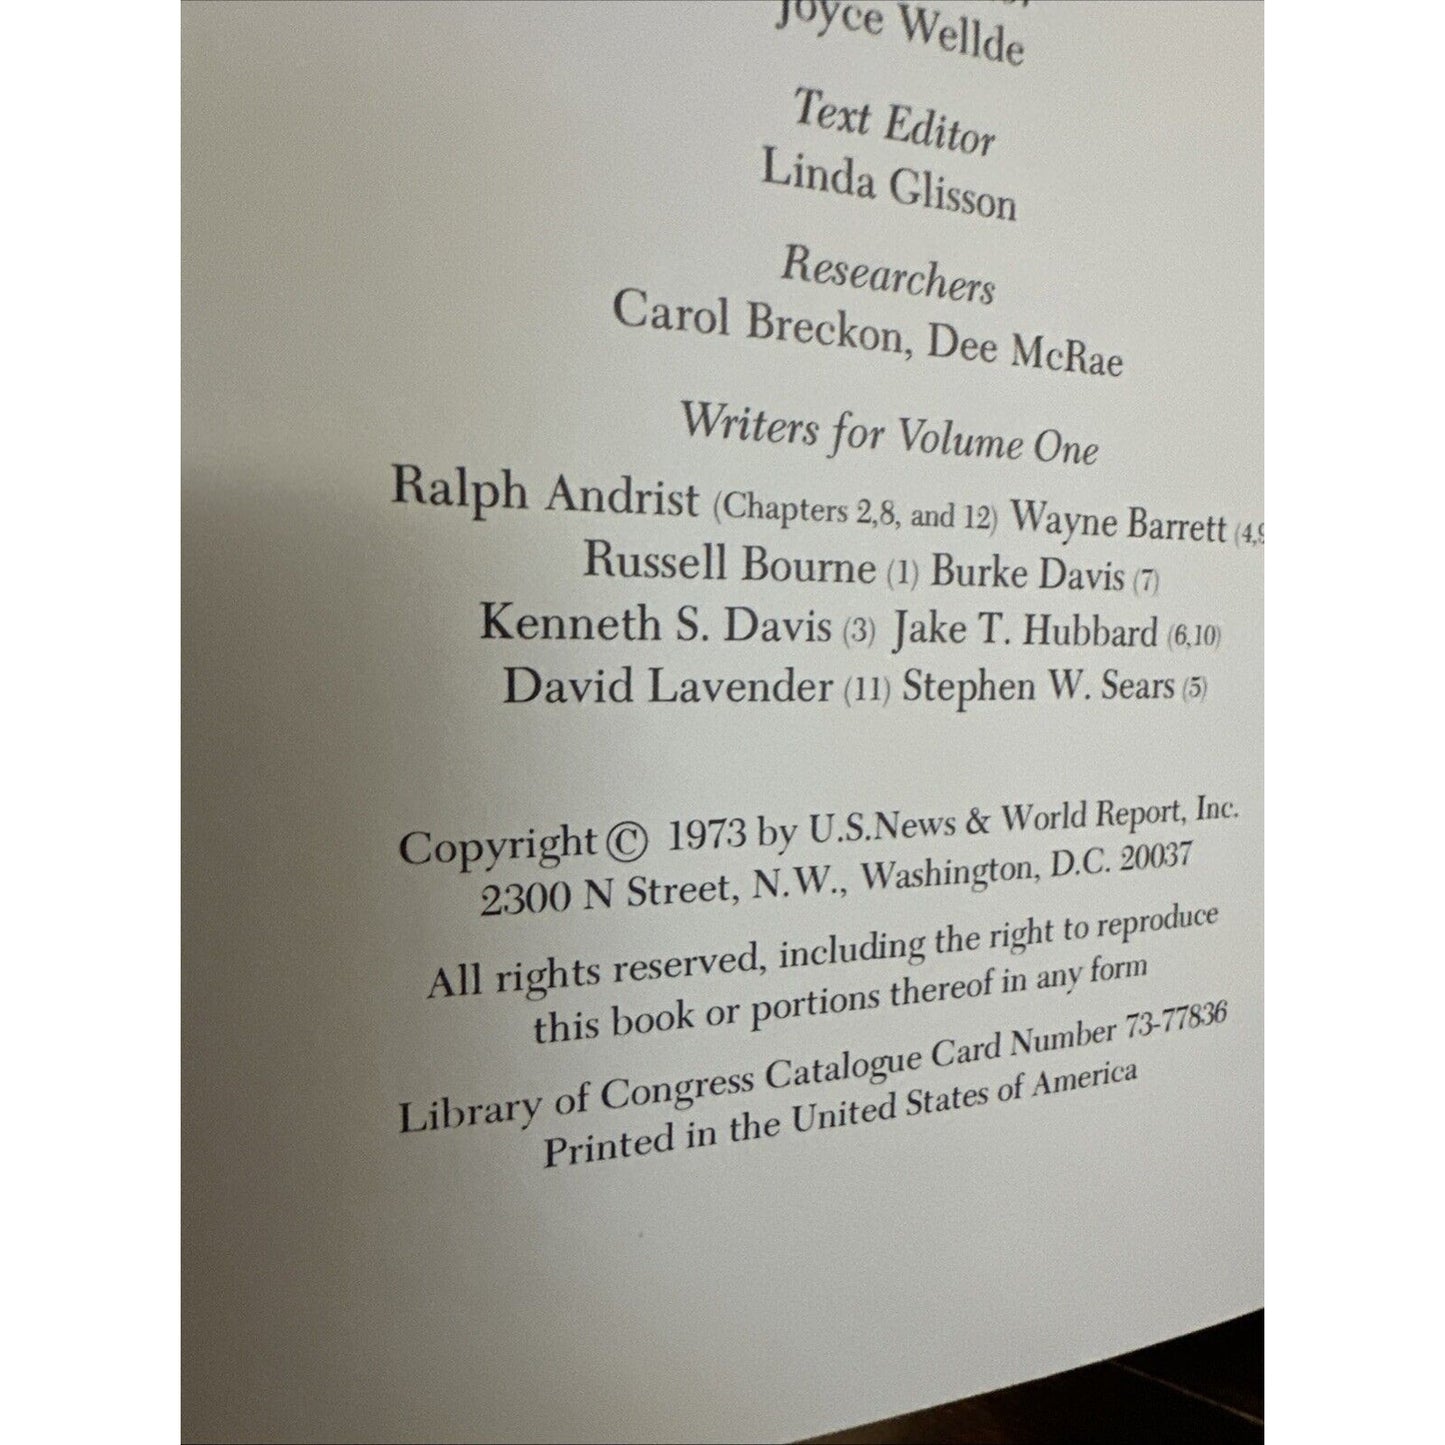 Joyce Wellde
Text Editor
Linda Glisson
Researchers
Carol Breckon, Dee McRae
Writers for Volume One
Ralph Andrist (Chapters 2,8, and 12) Wayne Barrett (4,9
Russell Bourne (1) Burke Davis (7)
Kenneth S. Davis (3) Jake T. Hubbard (6,10)
David Lavender (11) Stephen W. Sears (5)
Copyright © 1973 by U.S.News & World Report, Inc.
2300 N Street, N.W., Washington, D.C. 20037
All rights reserved, including the right to reproduce
this book or portions thereof in any form
Library of Congress Catalogue Card Number 73-77836
Printed in the United States of America